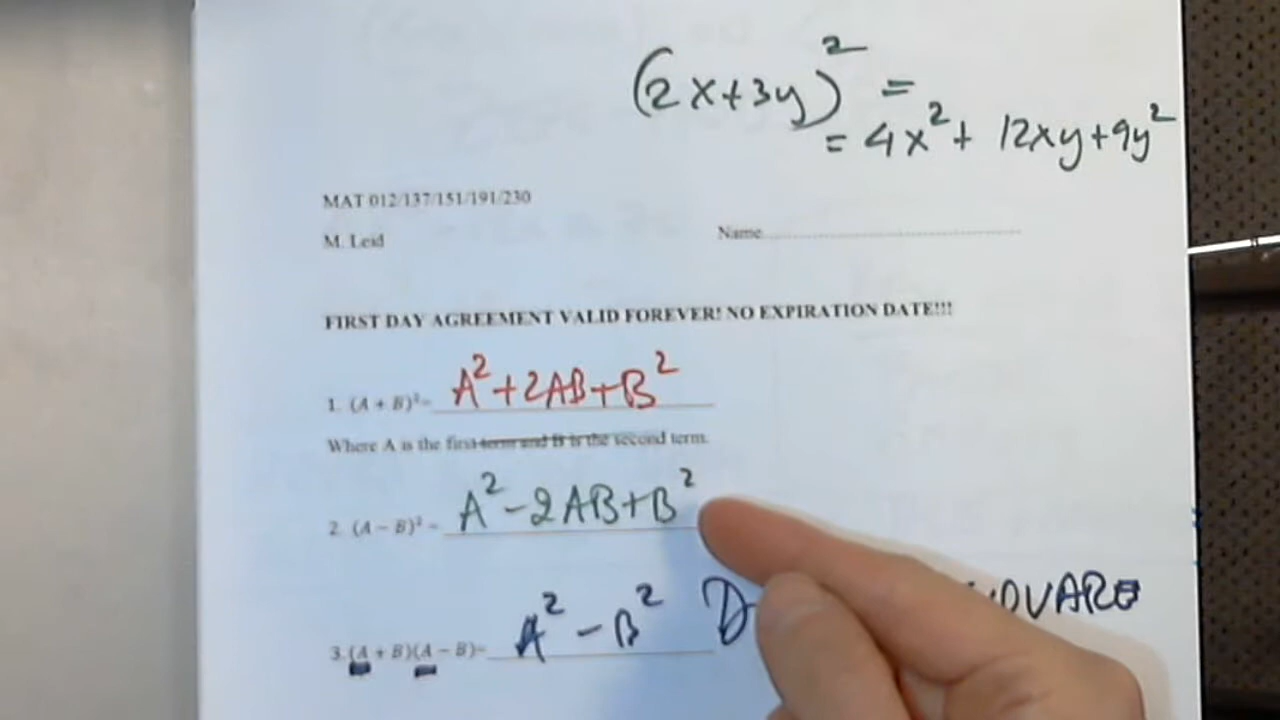 (2x+3y)² =
= 4x² + 12xy+9y²
MAT 012/137/151/191/230
M. Leid
Name
FIRST DAY AGREEMENT VALID FOREVER! NO EXPIRATION DATE!!!
1. (A + B)²= A²+2AB+B²
Where A is the first term and B is the second term.
2. (A – B)² = A²-2AB+B²
3.(A + B)(A – B)= A²-B²